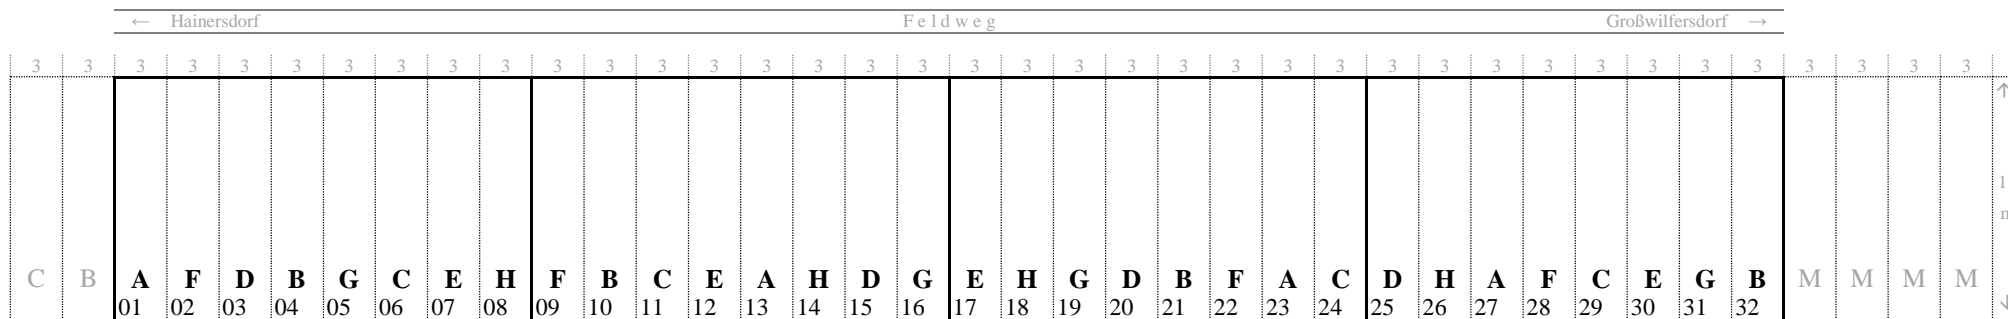 ← Hainersdorf Feldweg Großwilfersdorf →
3 3 3 3 3 3 3 3 3 3 3 3 3 3 3 3 3 3 3 3 3 3 3 3 3 3 3 3 3 3 3 3 3 3 3 3 3 3
C B A F D B G C E H F B C E A H D G E H G D B F A C D H A F C E G B M M M M
01 02 03 04 05 06 07 08 09 10 11 12 13 14 15 16 17 18 19 20 21 22 23 24 25 26 27 28 29 30 31 32